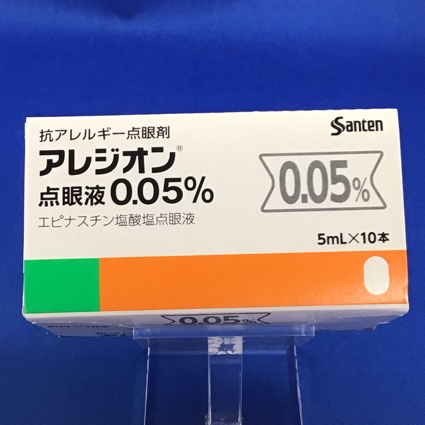 抗アレルギー点眼剤
Santen
アレジオン®
点眼液0.05%
0.05%
エピナスチン塩酸塩点眼液
5mL×10本
0.05%